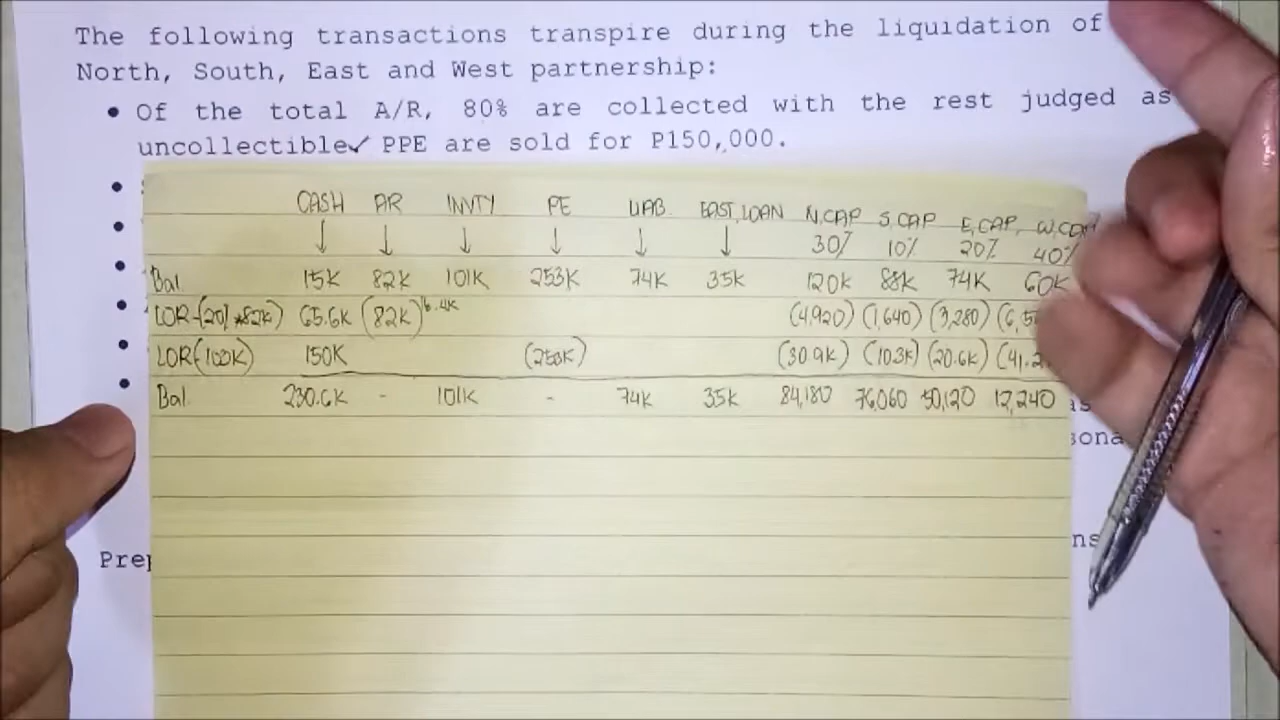 The following transactions transpire during the liquidation of
North, South, East and West partnership:
• Of the total A/R, 80% are collected with the rest judged as
uncollectible✓ PPE are sold for P150,000.
CASH AR INVTY PE LIAB. EAST, LOAN N,CAP S,CAP E,CAP, W,CAP
30% 10% 20% 40%
Bal. 15K 82K 101K 253K 74K 35K 120K 88K 74K 60K
LOR-(20%*82K) 65.6K (82K) 16.4K (4,920) (1,640) (3,280)
150K (253K) (30.9K) (10.3K) (20.6K)
Bal. 230.6K - 101K - 74K 35K 84,180 76,060 50,120 12,240